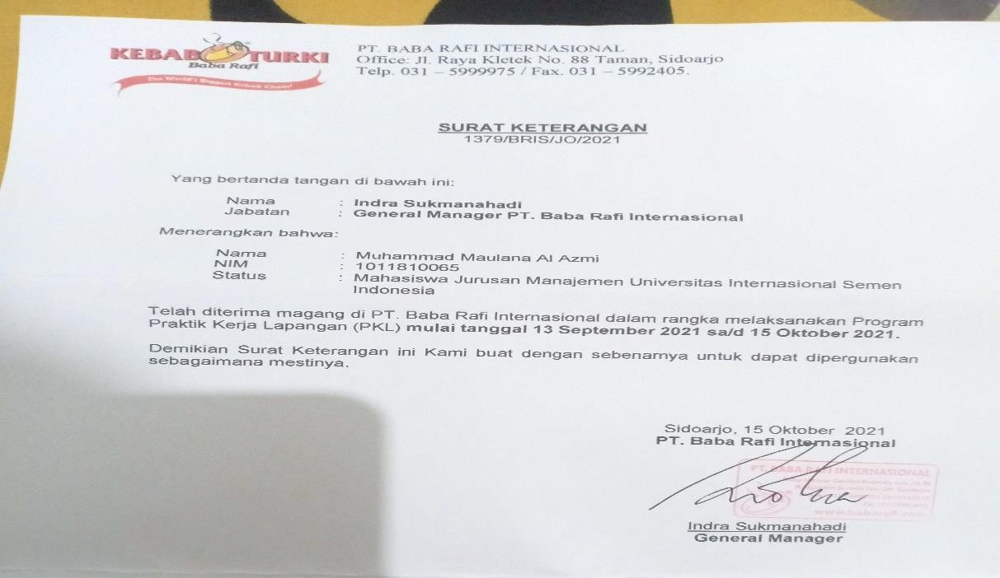 KEBAB TURKI
Baba Rafi
The World's Biggest Kebab Chain!
PT. BABA RAFI INTERNASIONAL
Office: Jl. Raya Kletek No. 88 Taman, Sidoarjo
Telp. 031 – 5999975 / Fax. 031 – 5992405.
SURAT KETERANGAN
1379/BRIS/JO/2021
Yang bertanda tangan di bawah ini:
Nama : Indra Sukmanahadi
Jabatan : General Manager PT. Baba Rafi Internasional
Menerangkan bahwa:
Nama : Muhammad Maulana Al Azmi
NIM : 1011810065
Status : Mahasiswa Jurusan Manajemen Universitas Internasional Semen
Indonesia
Telah diterima magang di PT. Baba Rafi Internasional dalam rangka melaksanakan Program
Praktik Kerja Lapangan (PKL) mulai tanggal 13 September 2021 sa/d 15 Oktober 2021.
Demikian Surat Keterangan ini Kami buat dengan sebenarnya untuk dapat dipergunakan
sebagaimana mestinya.
Sidoarjo, 15 Oktober 2021
PT. Baba Rafi Internasional
PT. BABA RAFI INTERNASIONAL
www.babarafi.com
Indra Sukmanahadi
General Manager